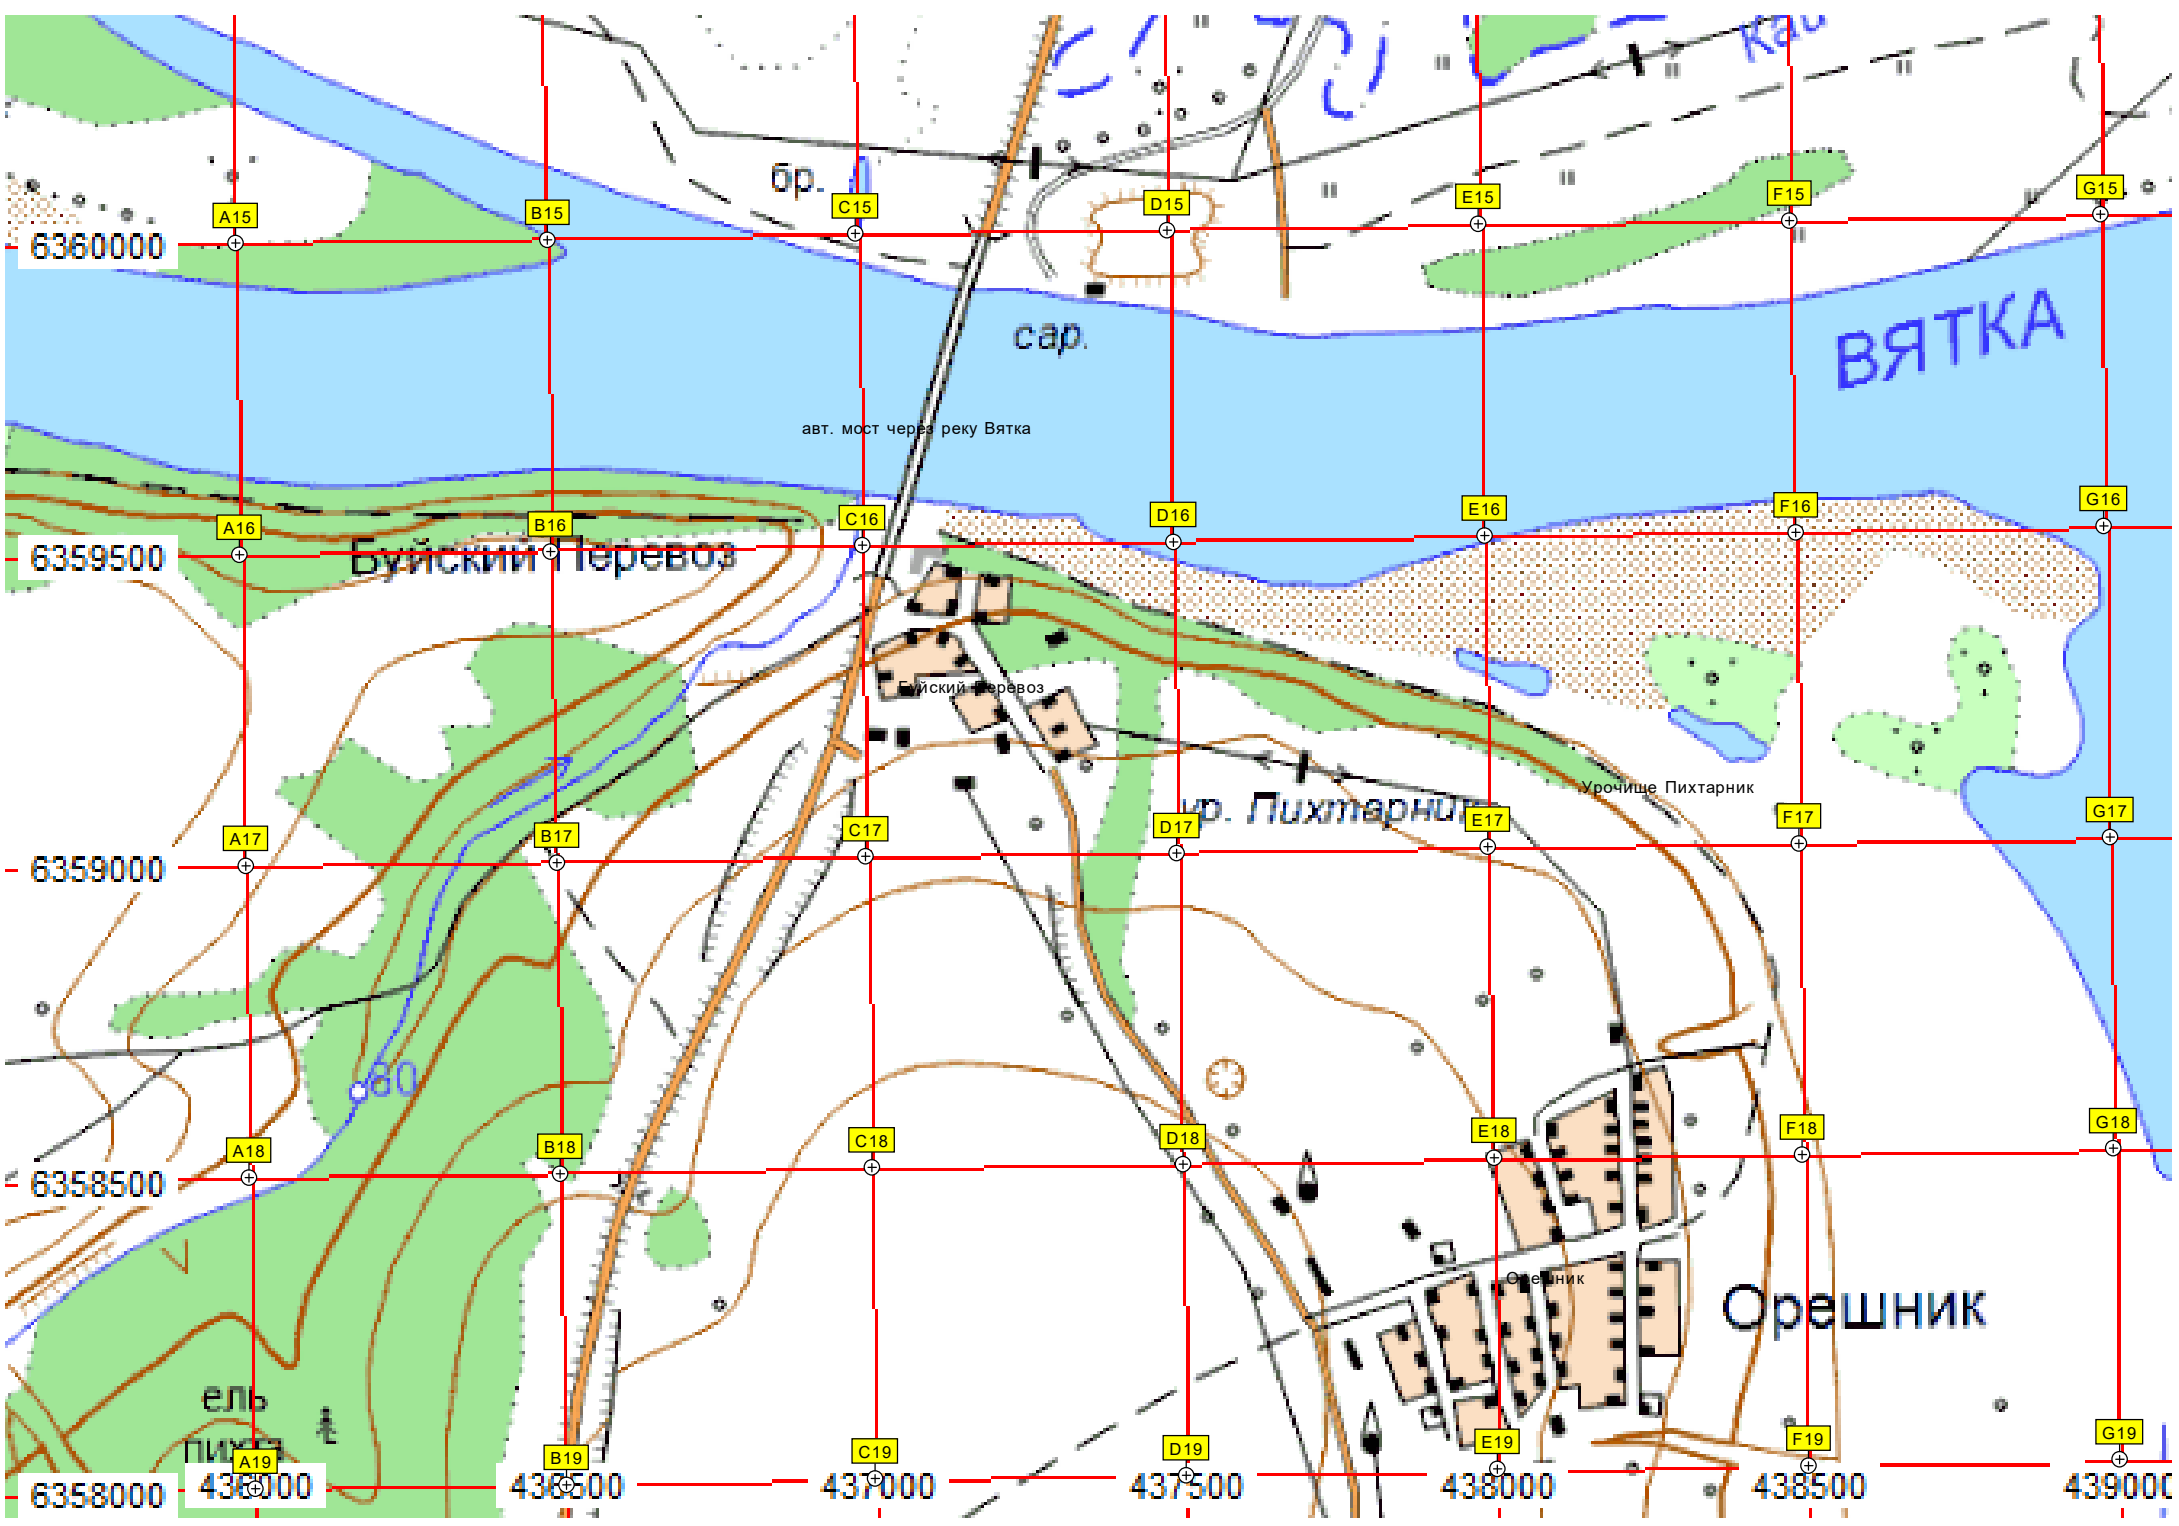 Кай
бр.
A15 B15 C15 D15 E15 F15 G15
6360000
ВЯТКА
сар.
авт. мост через реку Вятка
A16 B16 C16 D16 E16 F16 G16
6359500
Буйский Перевоз
Буйский Перевоз
Урочище Пихтарник
ур. Пихтарник
A17 B17 C17 D17 E17 F17 G17
6359000
80
A18 B18 C18 D18 E18 F18 G18
6358500
Орешник
Орешник
ель
пихта
A19 B19 C19 D19 E19 F19 G19
6358000
436000 436500 437000 437500 438000 438500 439000